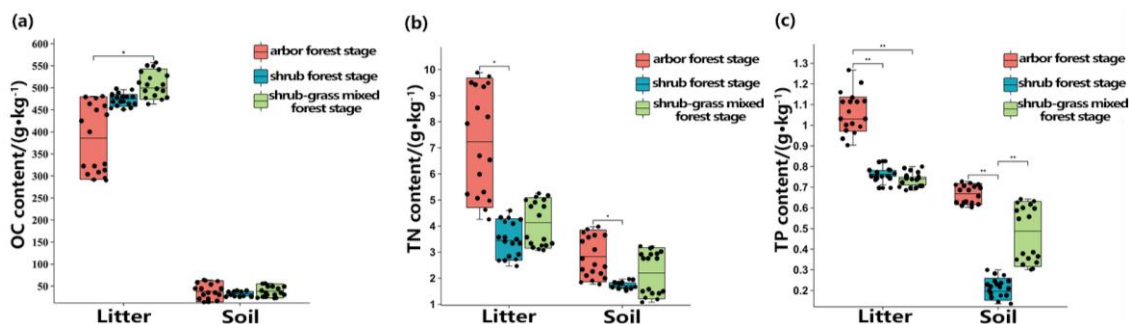 (a)
OC content/(g•kg⁻¹)
600
550
500
450
400
350
300
250
200
150
100
50
*
arbor forest stage
shrub forest stage
shrub-grass mixed
forest stage
Litter
Soil
(b)
TN content/(g•kg⁻¹)
10
9
8
7
6
5
4
3
2
1
*
*
arbor forest stage
shrub forest stage
shrub-grass mixed
forest stage
Litter
Soil
(c)
TP content/(g•kg⁻¹)
1.3
1.2
1.1
1
0.9
0.8
0.7
0.6
0.5
0.4
0.3
0.2
**
**
**
**
arbor forest stage
shrub forest stage
shrub-grass mixed
forest stage
Litter
Soil